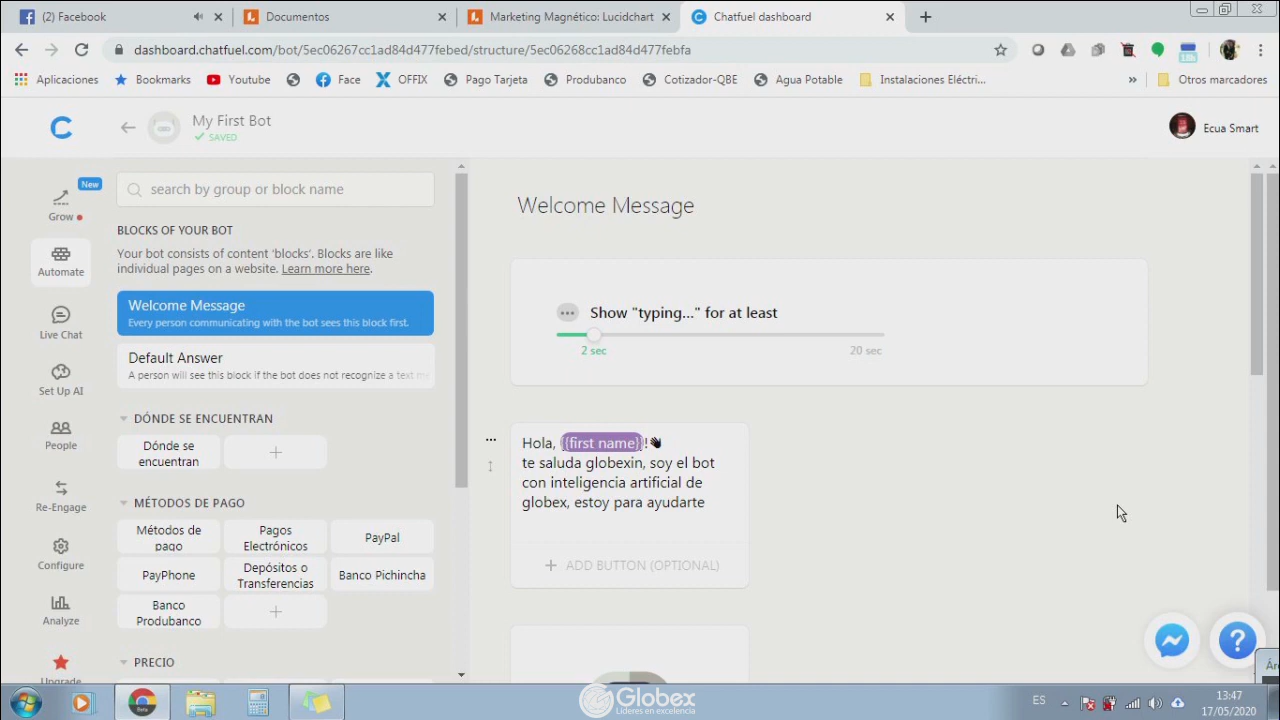 (2) Facebook
Documentos
Marketing Magnético: Lucidchart
Chatfuel dashboard
dashboard.chatfuel.com/bot/5ec06267cc1ad84d477febed/structure/5ec06268cc1ad84d477febfa
Aplicaciones
Bookmarks
Youtube
Face
OFFIX
Pago Tarjeta
Produbanco
Cotizador-QBE
Agua Potable
Instalaciones Eléctri...
»
Otros marcadores
My First Bot
SAVED
Ecua Smart
New
Grow
Automate
Live Chat
Set Up AI
People
Re-Engage
Configure
Analyze
Upgrade
search by group or block name
BLOCKS OF YOUR BOT
Your bot consists of content 'blocks'. Blocks are like
individual pages on a website. Learn more here.
Welcome Message
Every person communicating with the bot sees this block first.
Default Answer
A person will see this block if the bot does not recognize a text me
DÓNDE SE ENCUENTRAN
Dónde se
encuentran
+
MÉTODOS DE PAGO
Métodos de
pago
Pagos
Electrónicos
PayPal
PayPhone
Depósitos o
Transferencias
Banco Pichincha
Banco
Produbanco
+
PRECIO
Welcome Message
Show "typing..." for at least
2 sec
20 sec
Hola, {{first name}}!
te saluda globexin, soy el bot
con inteligencia artificial de
globex, estoy para ayudarte
+ ADD BUTTON (OPTIONAL)
?
Globex
Líderes en excelencia
ES
13:47
17/05/2020